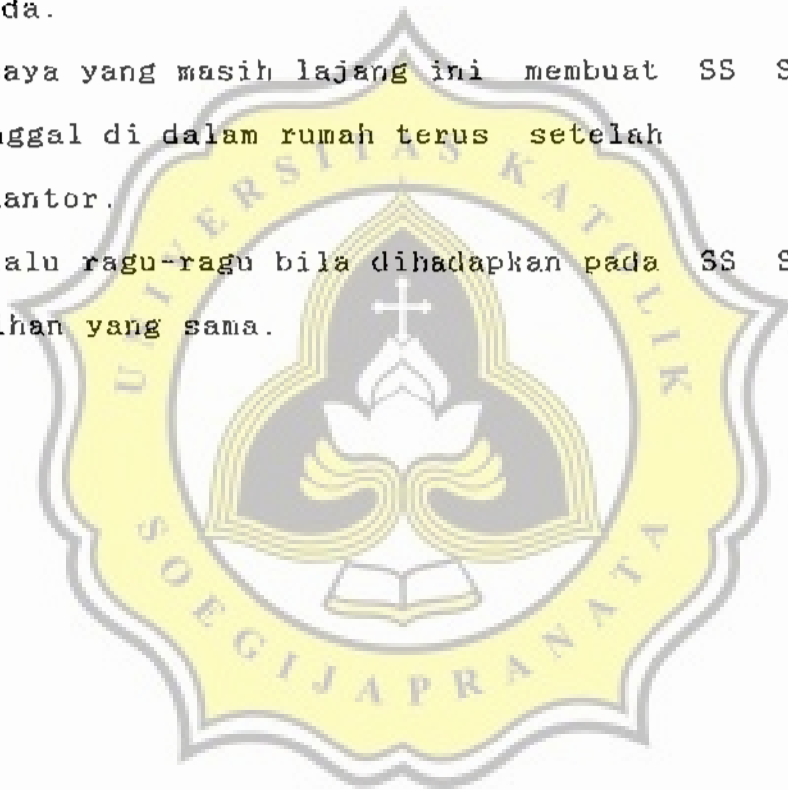 da.
aya yang masih lajang ini membuat SS S
nggal di dalam rumah terus setelah
antor.
alu ragu-ragu bila dihadapkan pada SS S
ihan yang sama.
UNIVERSITAS KATOLIK
SOEGIJAPRANATA